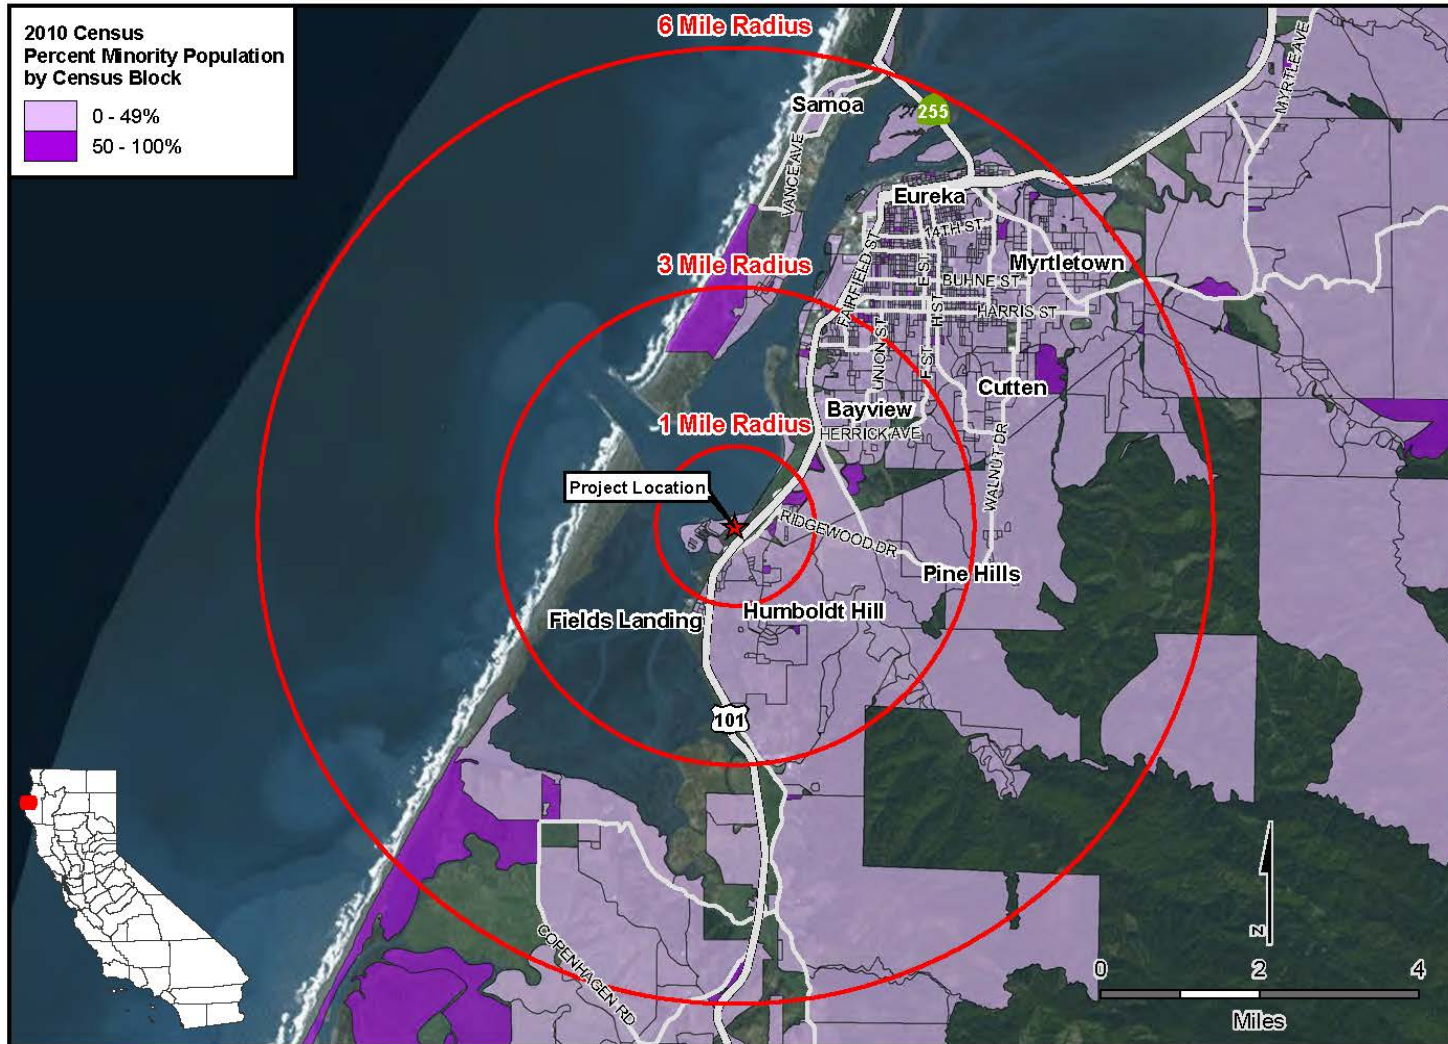 2010 Census
Percent Minority Population
by Census Block
0 - 49%
50 - 100%
6 Mile Radius
MYRTLE AVE
Samoa
255
VANCE AVE
Eureka
14TH ST
FAIRFIELD ST
E ST
3 Mile Radius
Myrtletown
BUHNE ST
H ST
HARRIS ST
UNION ST
F ST
Cutten
Bayview
1 Mile Radius
HERRICK AVE
WALNUT DR
Project Location
RIDGEWOOD DR
Pine Hills
Fields Landing
Humboldt Hill
101
COPENHAGEN RD
N
0 2 4
Miles